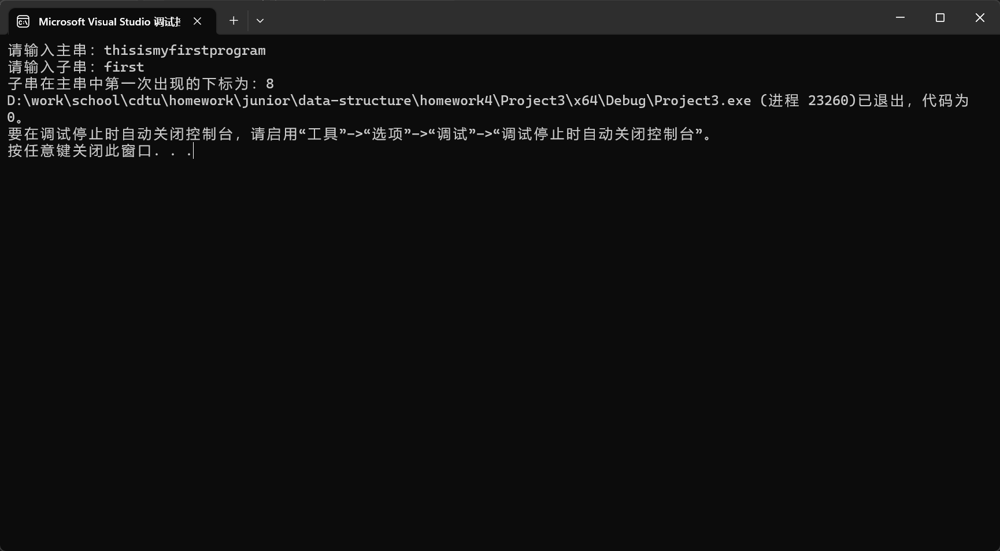 Microsoft Visual Studio 调试
请输入主串：thisismyfirstprogram
请输入子串：first
子串在主串中第一次出现的下标为：8
D:\work\school\cdtu\homework\junior\data-structure\homework4\Project3\x64\Debug\Project3.exe (进程 23260)已退出，代码为
0。
要在调试停止时自动关闭控制台，请启用“工具”->“选项”->“调试”->“调试停止时自动关闭控制台”。
按任意键关闭此窗口. . .